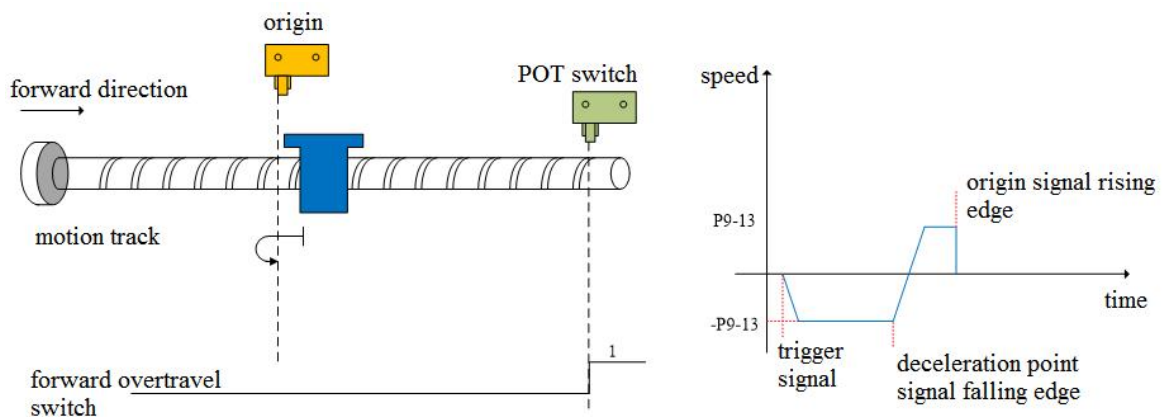 origin
POT switch
forward direction
motion track
1
forward overtravel
switch
speed
P9-13
-P9-13
origin signal rising
edge
time
trigger
signal
deceleration point
signal falling edge